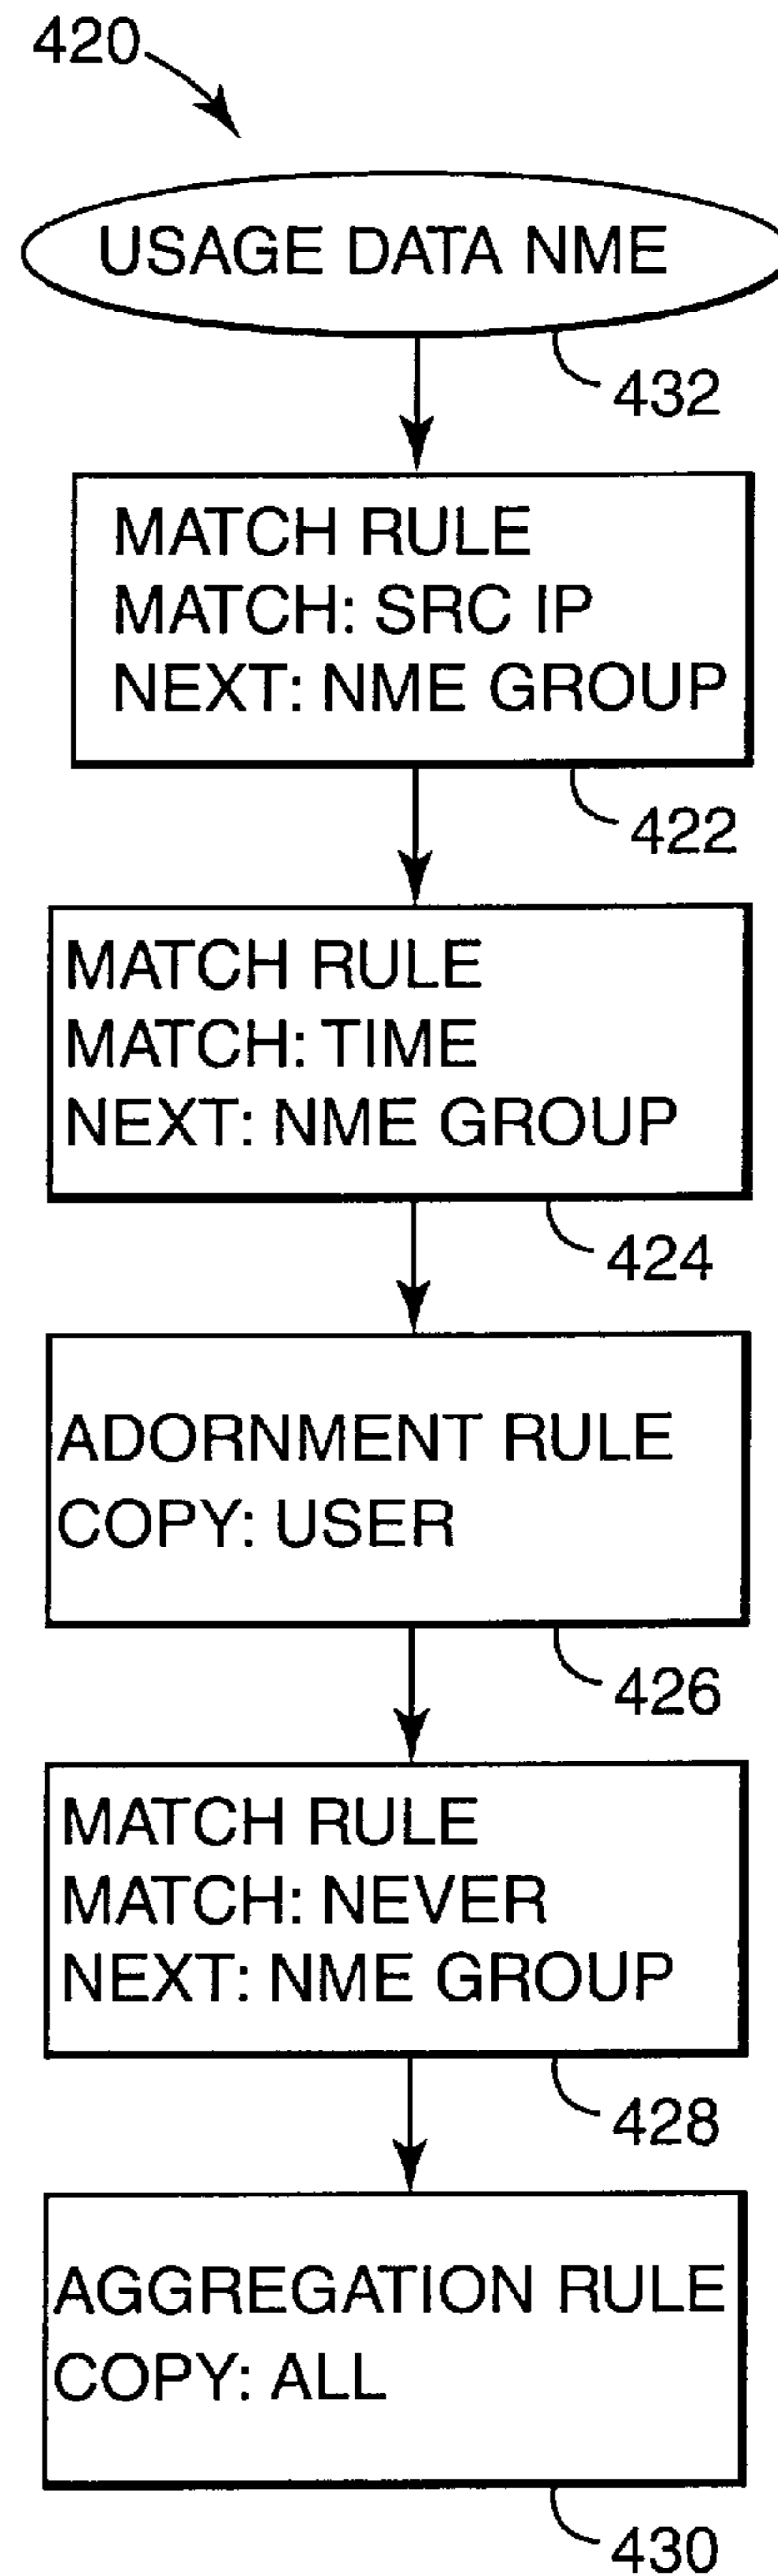 420
USAGE DATA NME
432
MATCH RULE
MATCH: SRC IP
NEXT: NME GROUP
422
MATCH RULE
MATCH: TIME
NEXT: NME GROUP
424
ADORNMENT RULE
COPY: USER
426
MATCH RULE
MATCH: NEVER
NEXT: NME GROUP
428
AGGREGATION RULE
COPY: ALL
430